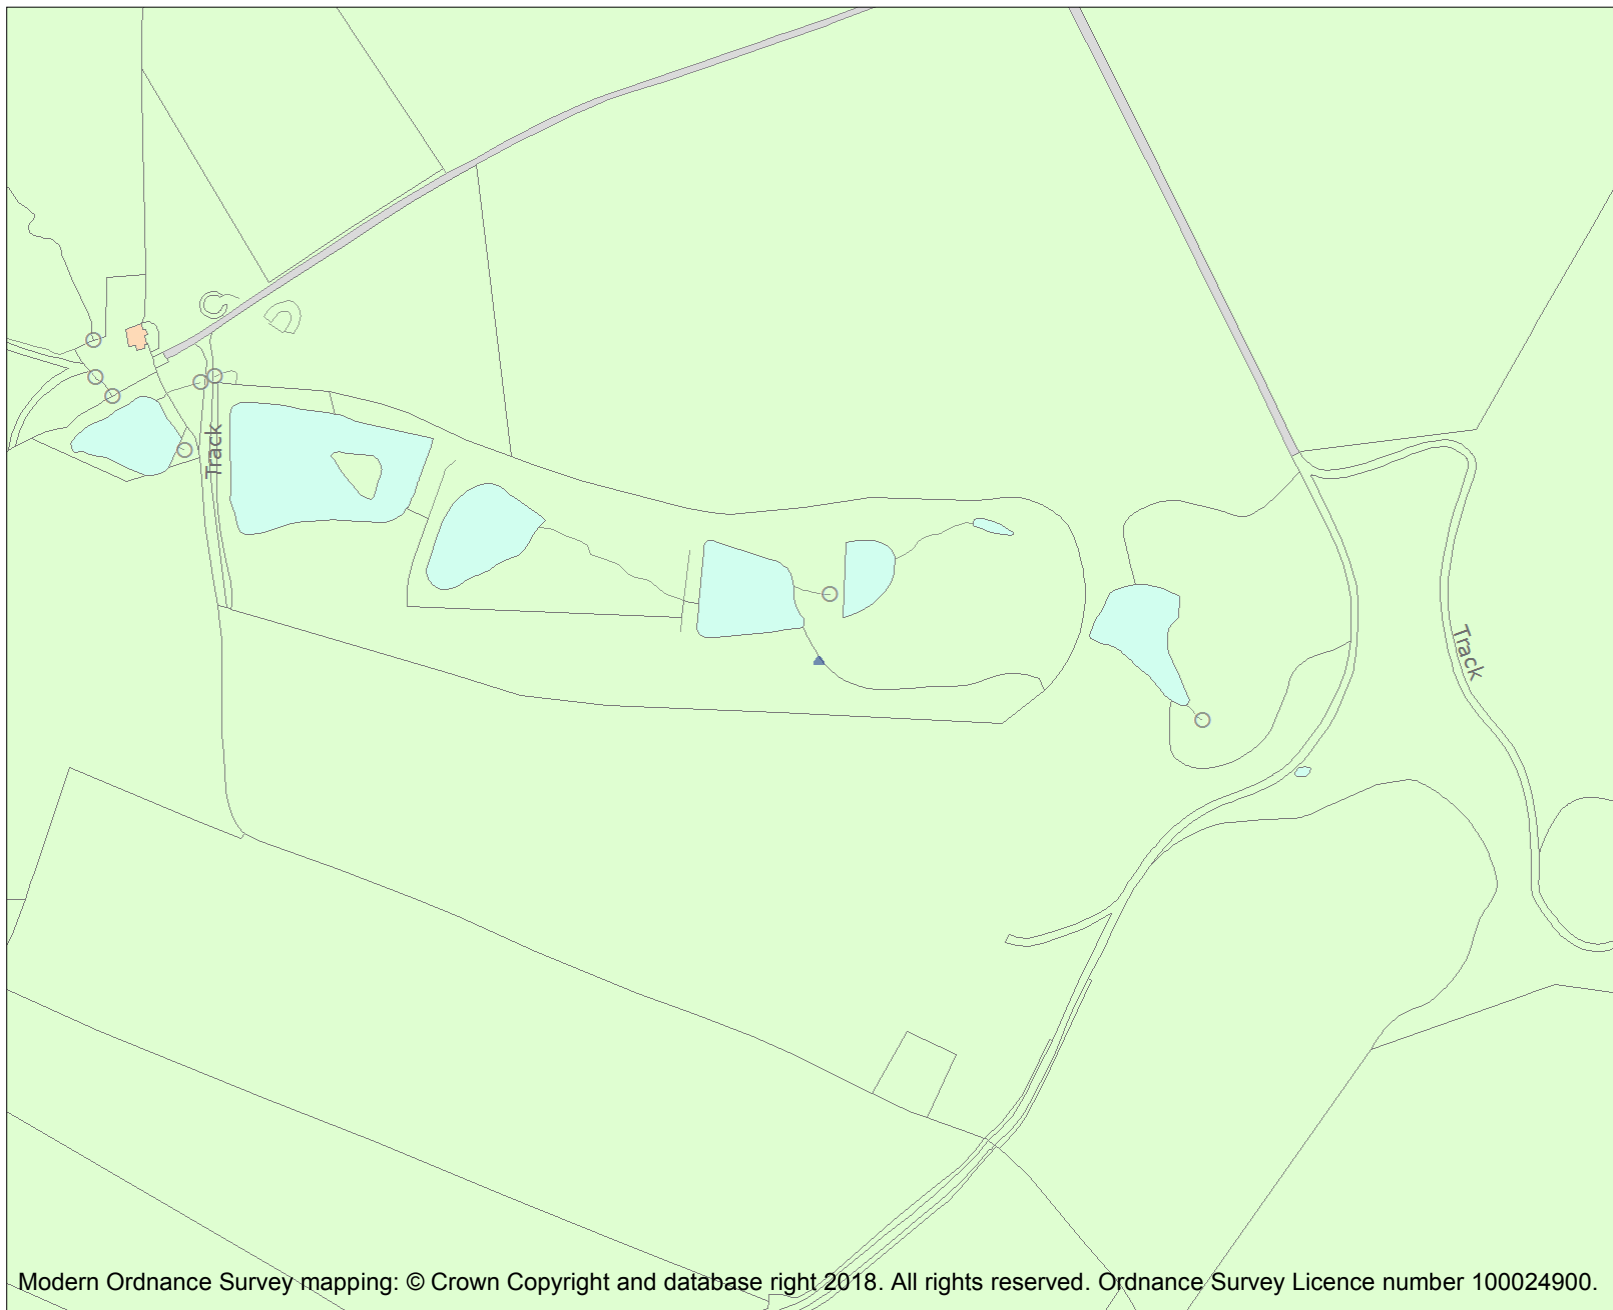 Track
Track
Modern Ordnance Survey mapping: © Crown Copyright and database right 2018. All rights reserved. Ordnance Survey Licence number 100024900.